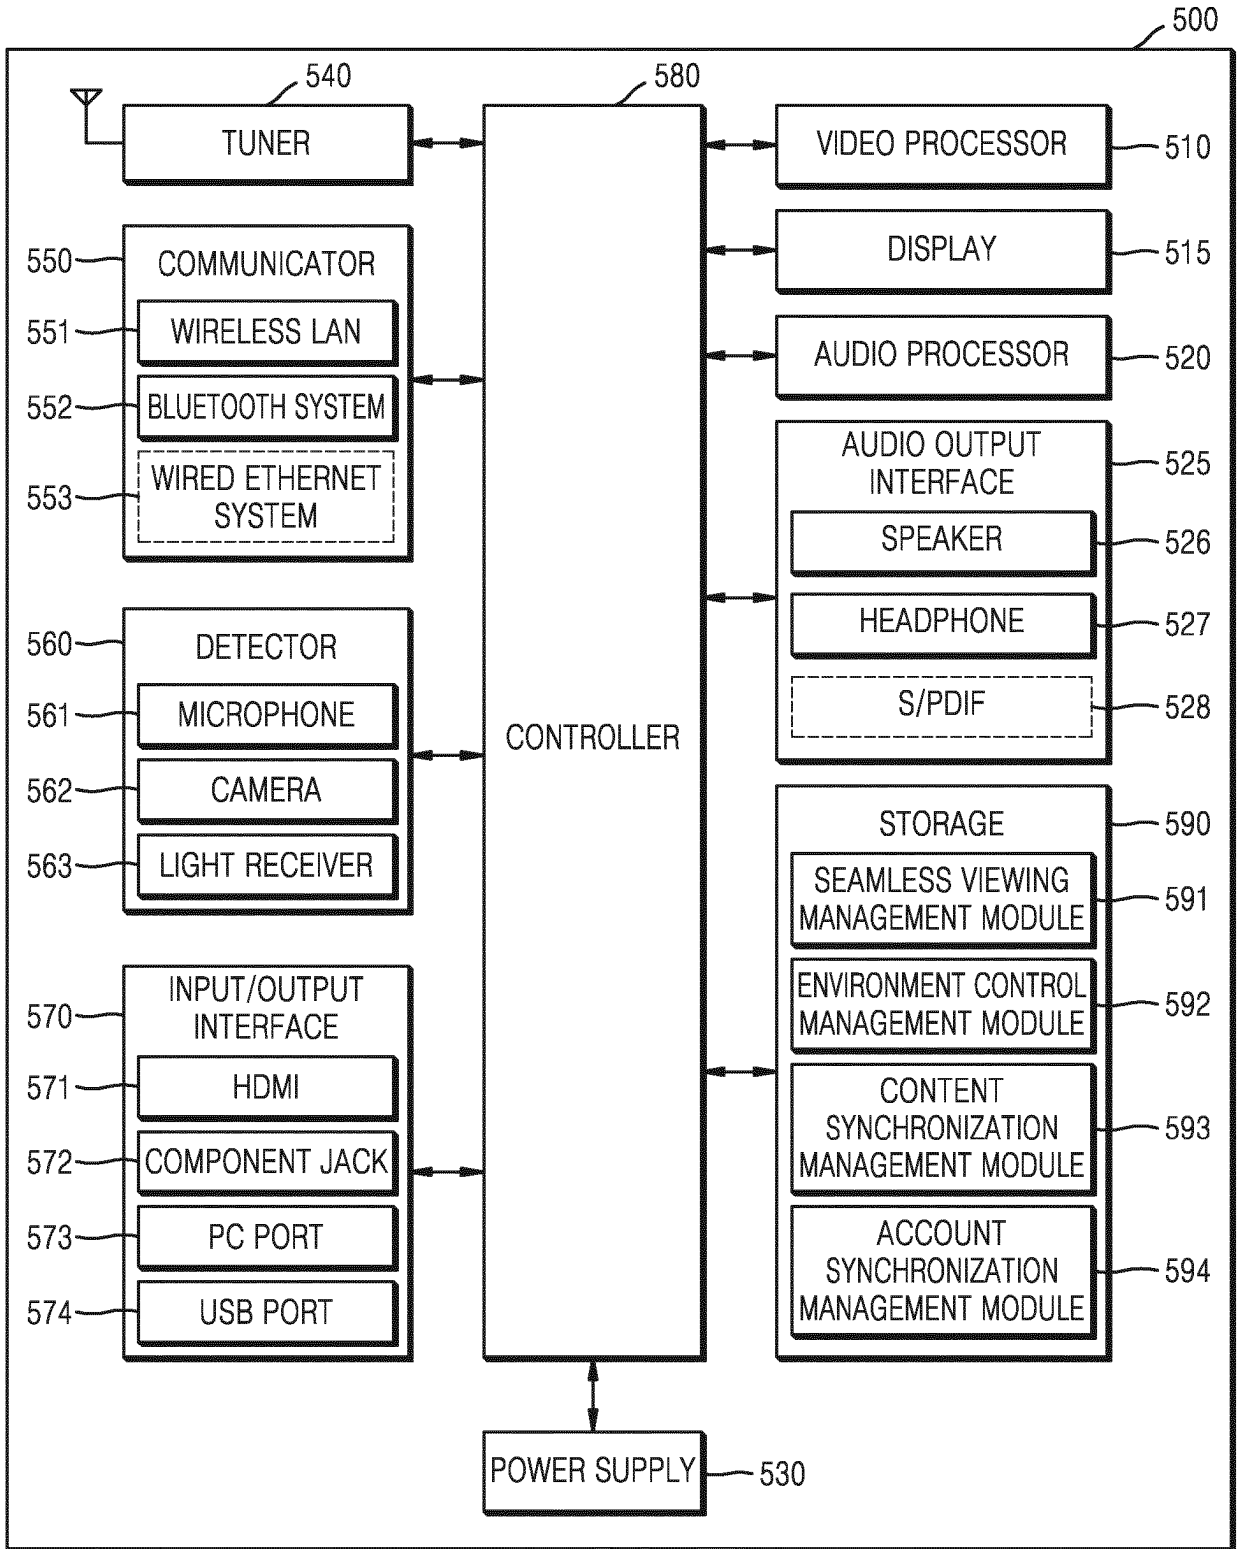 500
540
TUNER
550
COMMUNICATOR
551
WIRELESS LAN
552
BLUETOOTH SYSTEM
553
WIRED ETHERNET
SYSTEM
560
DETECTOR
561
MICROPHONE
562
CAMERA
563
LIGHT RECEIVER
570
INPUT/OUTPUT
INTERFACE
571
HDMI
572
COMPONENT JACK
573
PC PORT
574
USB PORT
580
CONTROLLER
VIDEO PROCESSOR
510
DISPLAY
515
AUDIO PROCESSOR
520
AUDIO OUTPUT
INTERFACE
525
SPEAKER
526
HEADPHONE
527
S/PDIF
528
STORAGE
590
SEAMLESS VIEWING
MANAGEMENT MODULE
591
ENVIRONMENT CONTROL
MANAGEMENT MODULE
592
CONTENT
SYNCHRONIZATION
MANAGEMENT MODULE
593
ACCOUNT
SYNCHRONIZATION
MANAGEMENT MODULE
594
POWER SUPPLY
530